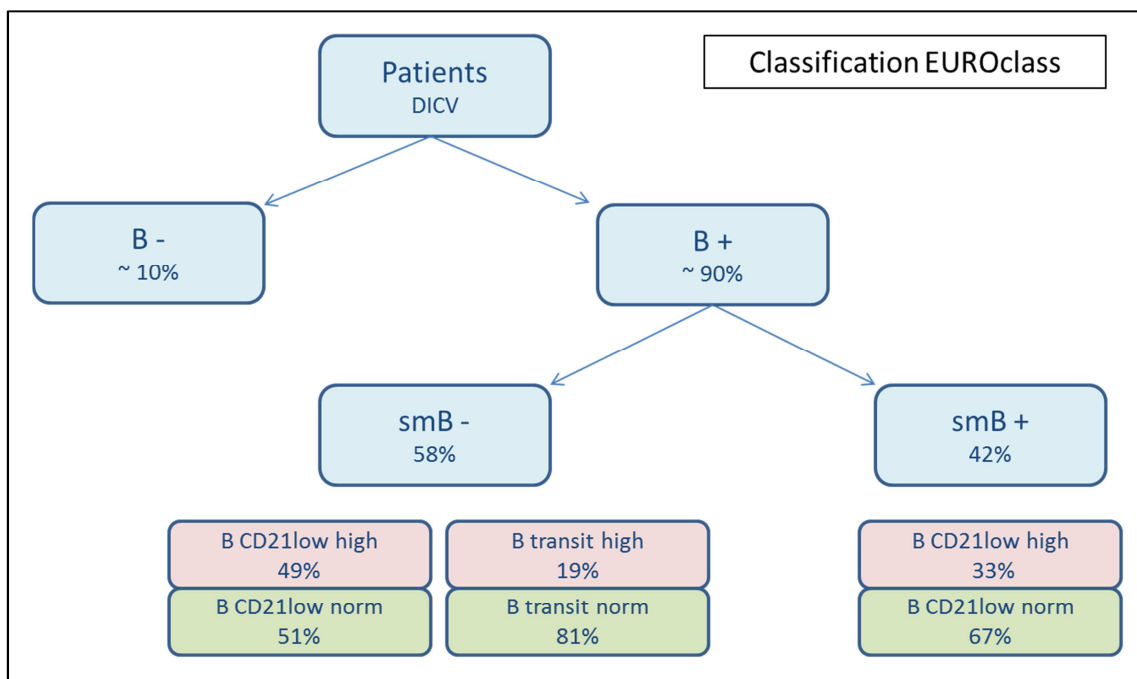 Classification EUROclass
Patients
DICV
B -
~ 10%
B +
~ 90%
smB -
58%
smB +
42%
B CD21low high
49%
B transit high
19%
B CD21low high
33%
B CD21low norm
51%
B transit norm
81%
B CD21low norm
67%